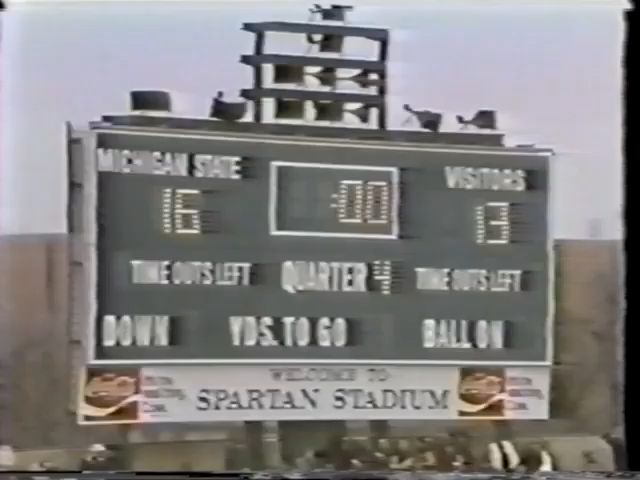 MICHIGAN STATE
VISITORS
16 :00 13
TIME OUTS LEFT QUARTER 4 TIME OUTS LEFT
DOWN YDS. TO GO BALL ON
WELCOME TO
SPARTAN STADIUM